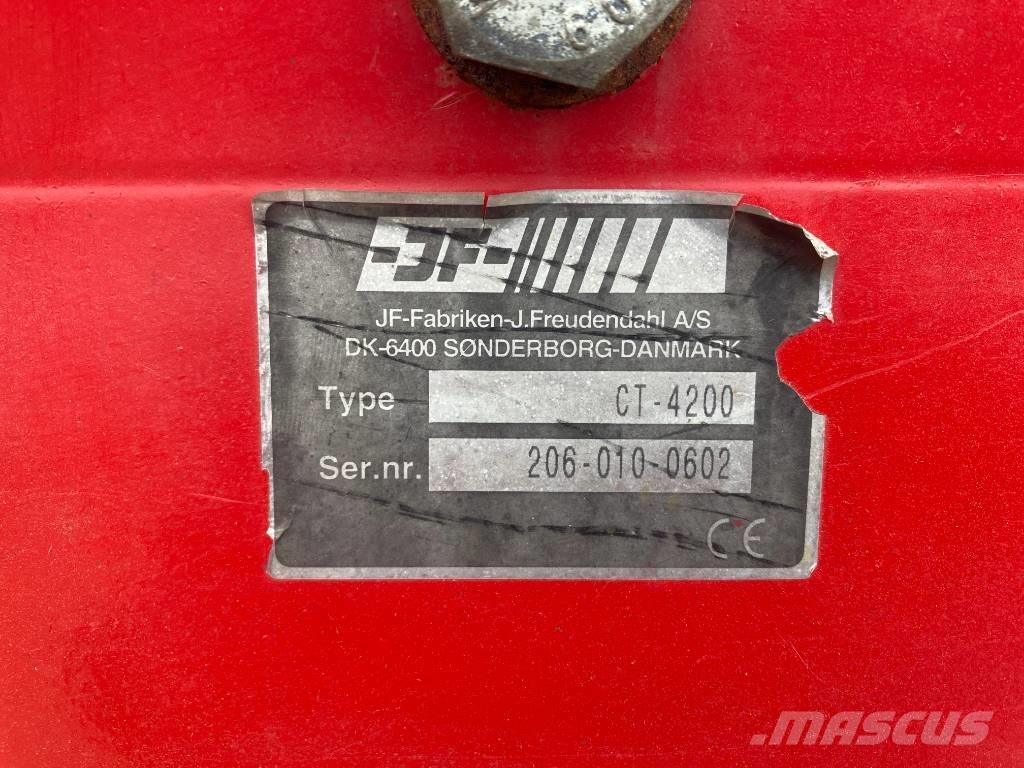 -JF-
JF-Fabriken-J.Freudendahl A/S
DK-6400 SØNDERBORG-DANMARK
Type CT-4200
Ser.nr. 206-010-0602
CE
MASCUS